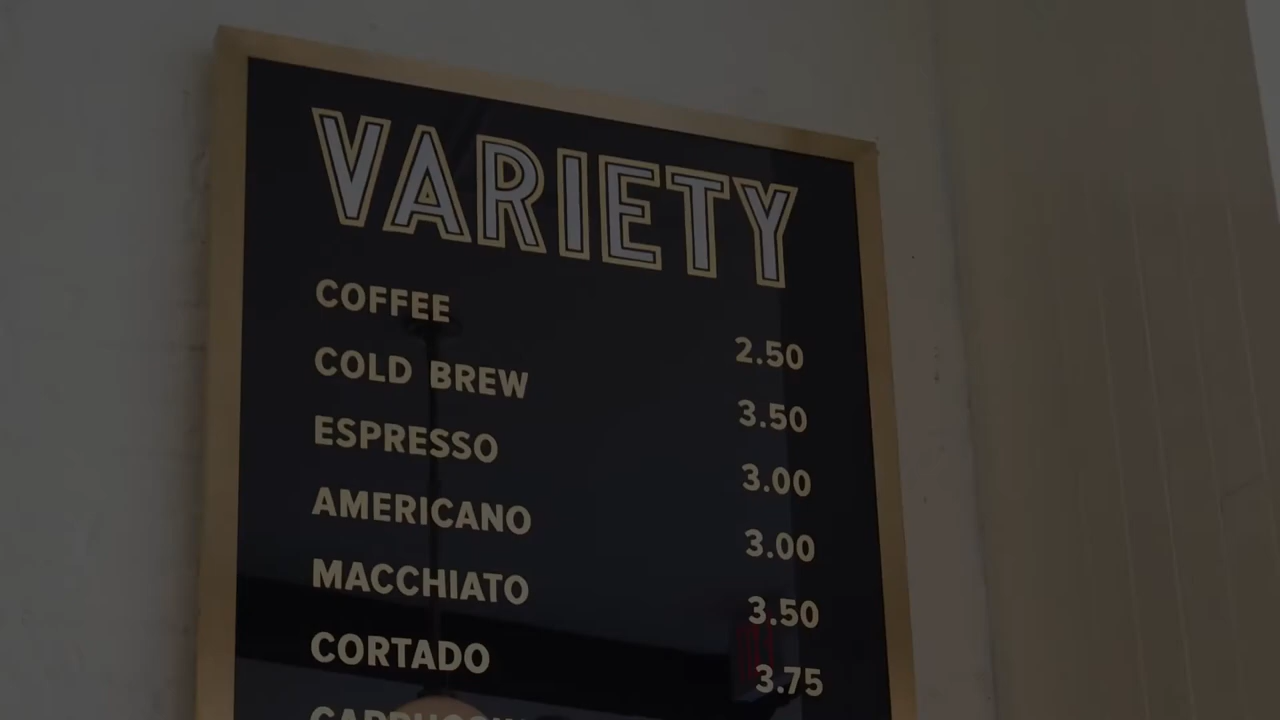 VARIETY
COFFEE 2.50
COLD BREW 3.50
ESPRESSO 3.00
AMERICANO 3.00
MACCHIATO 3.50
CORTADO 3.75